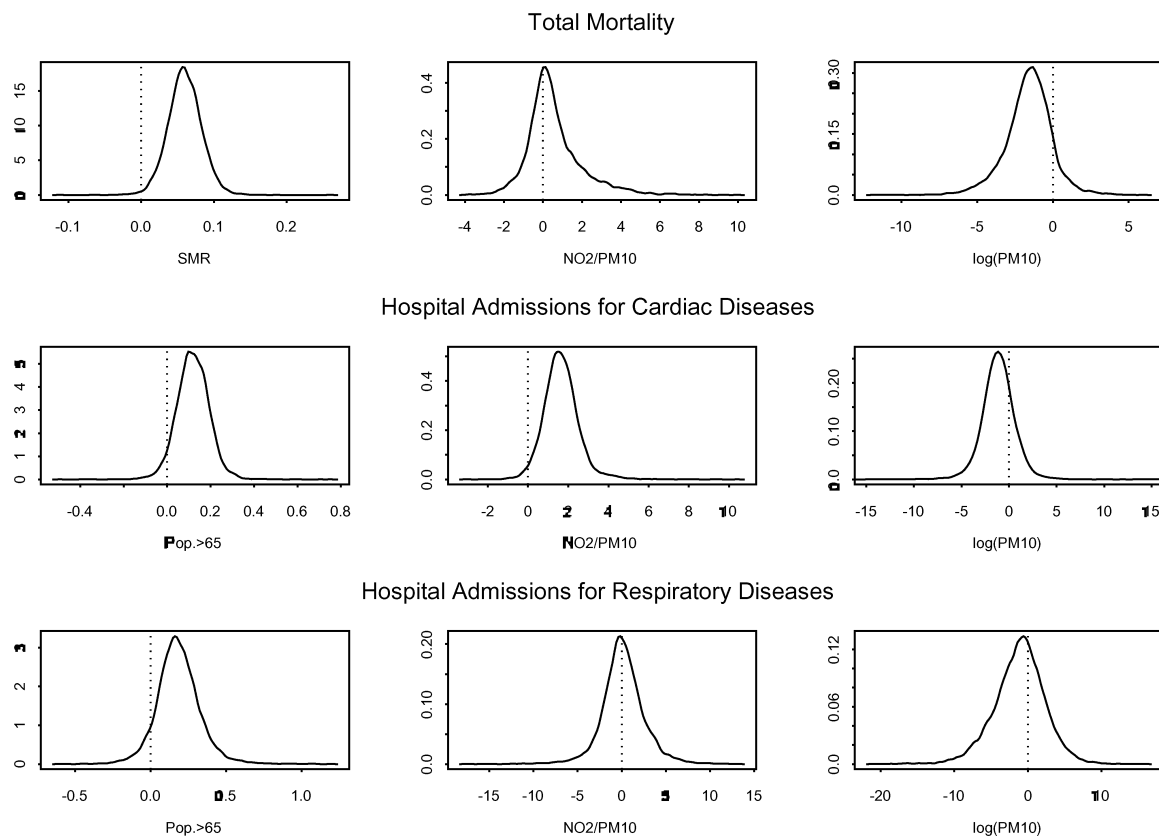 Total Mortality
0 5 10 15
-0.1 0.0 0.1 0.2
SMR
0.0 0.2 0.4
-4 -2 0 2 4 6 8 10
NO2/PM10
0.0 0.15 0.30
-10 -5 0 5
log(PM10)
Hospital Admissions for Cardiac Diseases
0 1 2 3 4 5
-0.4 0.0 0.2 0.4 0.6 0.8
Pop.>65
0.0 0.2 0.4
-2 0 2 4 6 8 10
NO2/PM10
0.0 0.10 0.20
-15 -10 -5 0 5 10 15
log(PM10)
Hospital Admissions for Respiratory Diseases
0 1 2 3
-0.5 0.0 0.5 1.0
Pop.>65
0.0 0.10 0.20
-15 -10 -5 0 5 10 15
NO2/PM10
0.0 0.06 0.12
-20 -10 0 10
log(PM10)